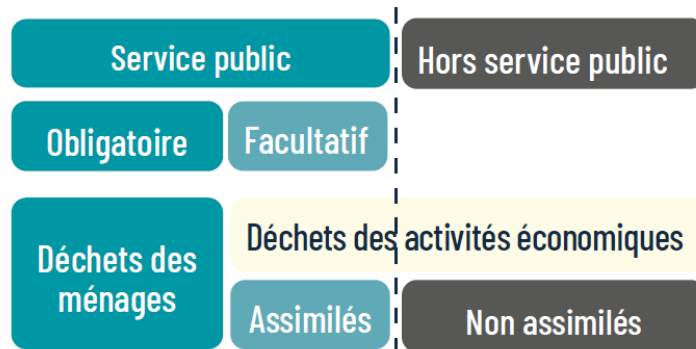 Service public
Hors service public
Obligatoire
Facultatif
Déchets des
ménages
Déchets des activités économiques
Assimilés
Non assimilés